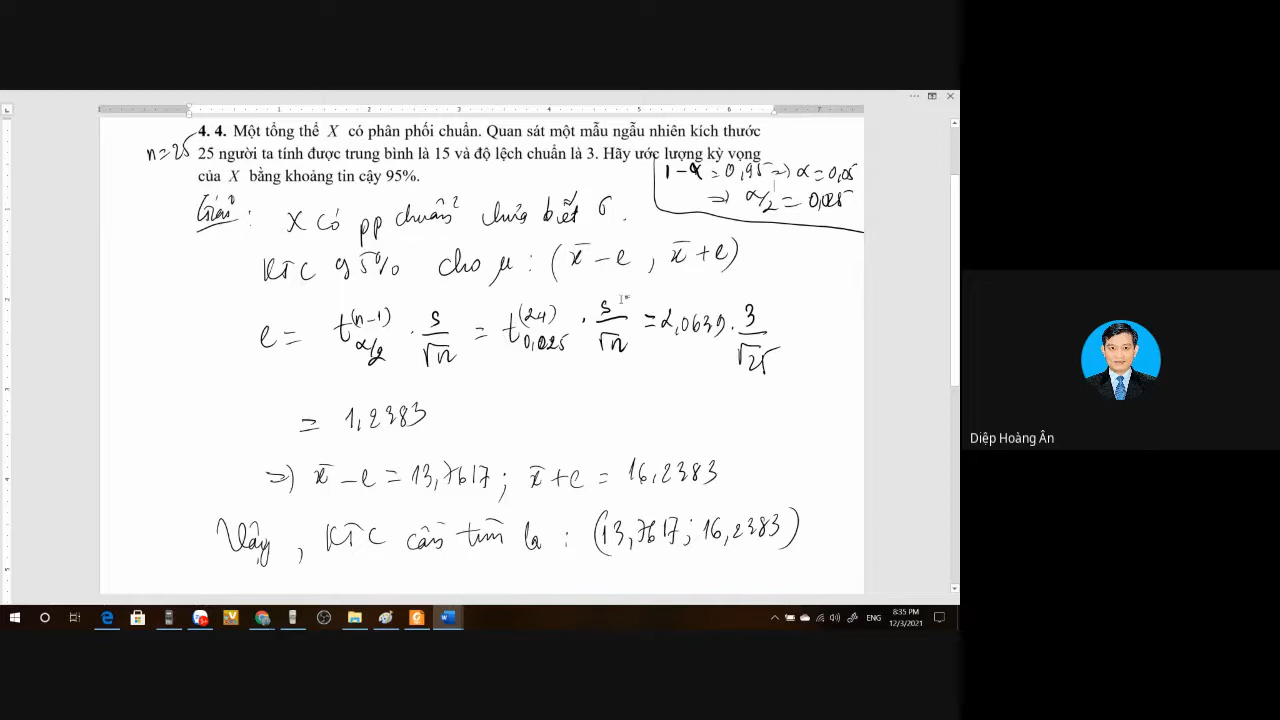 4. 4. Một tổng thể X có phân phối chuẩn. Quan sát một mẫu ngẫu nhiên kích thước
n=25
25 người ta tính được trung bình là 15 và độ lệch chuẩn là 3. Hãy ước lượng kỳ vọng
của X bằng khoảng tin cậy 95%.
1-α = 0,95 => α = 0,05
=> α/2 = 0,025
Giải: X có pp chuẩn chưa biết σ.
KTC 95% cho μ: (x̄ - e, x̄ + e)
e = t_{α/2}^{(n-1)} · s/√n = t_{0,025}^{(24)} · s/√n = 2,0639 · 3/√25
= 1,2383
=> x̄ - e = 13,7617; x̄ + e = 16,2383
Vậy, KTC cần tìm là: (13,7617; 16,2383)
Diệp Hoàng Ân
ENG
8:35 PM
12/3/2021